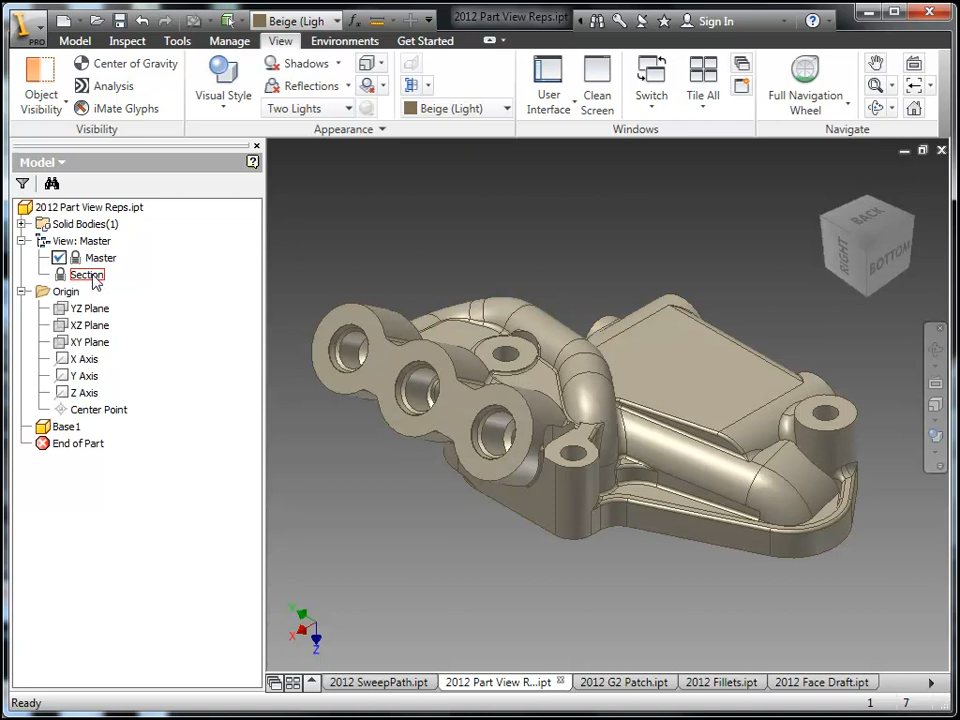 PRO
Beige (Ligh
2012 Part View Reps.ipt
Sign In
Model Inspect Tools Manage View Environments Get Started
Object Visibility
Center of Gravity
Analysis
iMate Glyphs
Visibility
Visual Style
Shadows
Reflections
Two Lights
Beige (Light)
Appearance
User Interface
Clean Screen
Switch
Tile All
Windows
Full Navigation Wheel
Navigate
Model
2012 Part View Reps.ipt
Solid Bodies(1)
View: Master
Master
Section
Origin
YZ Plane
XZ Plane
XY Plane
X Axis
Y Axis
Z Axis
Center Point
Base1
End of Part
BACK
RIGHT
BOTTOM
Y
X
Z
2012 SweepPath.ipt
2012 Part View R...ipt
2012 G2 Patch.ipt
2012 Fillets.ipt
2012 Face Draft.ipt
Ready
1 7